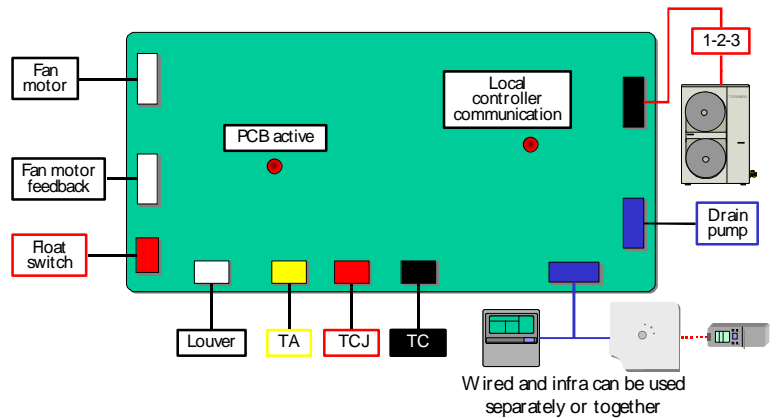 1-2-3
Fan
motor
Local
controller
communication
PCB active
TOSHIBA
Fan motor
feedback
Drain
pump
Float
switch
Louver
TA
TCJ
TC
Wired and infra can be used
separately or together